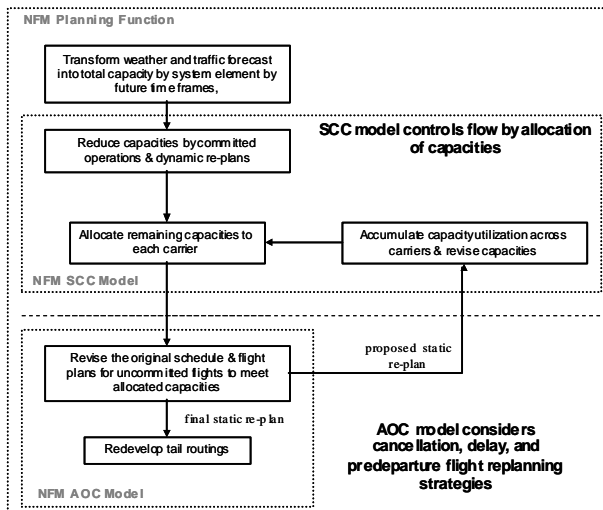 NFM Planning Function
Transform weather and traffic forecast
into total capacity by system element by
future time frames,
SCC model controls flow by allocation
of capacities
Reduce capacities by committed
operations & dynamic re-plans
Allocate remaining capacities to
each carrier
Accumulate capacity utilization across
carriers & revise capacities
NFM SCC Model
proposed static
re-plan
Revise the original schedule & flight
plans for uncommitted flights to meet
allocated capacities
final static re-plan
Redevelop tail routings
AOC model considers
cancellation, delay, and
predeparture flight replanning
strategies
NFM AOC Model